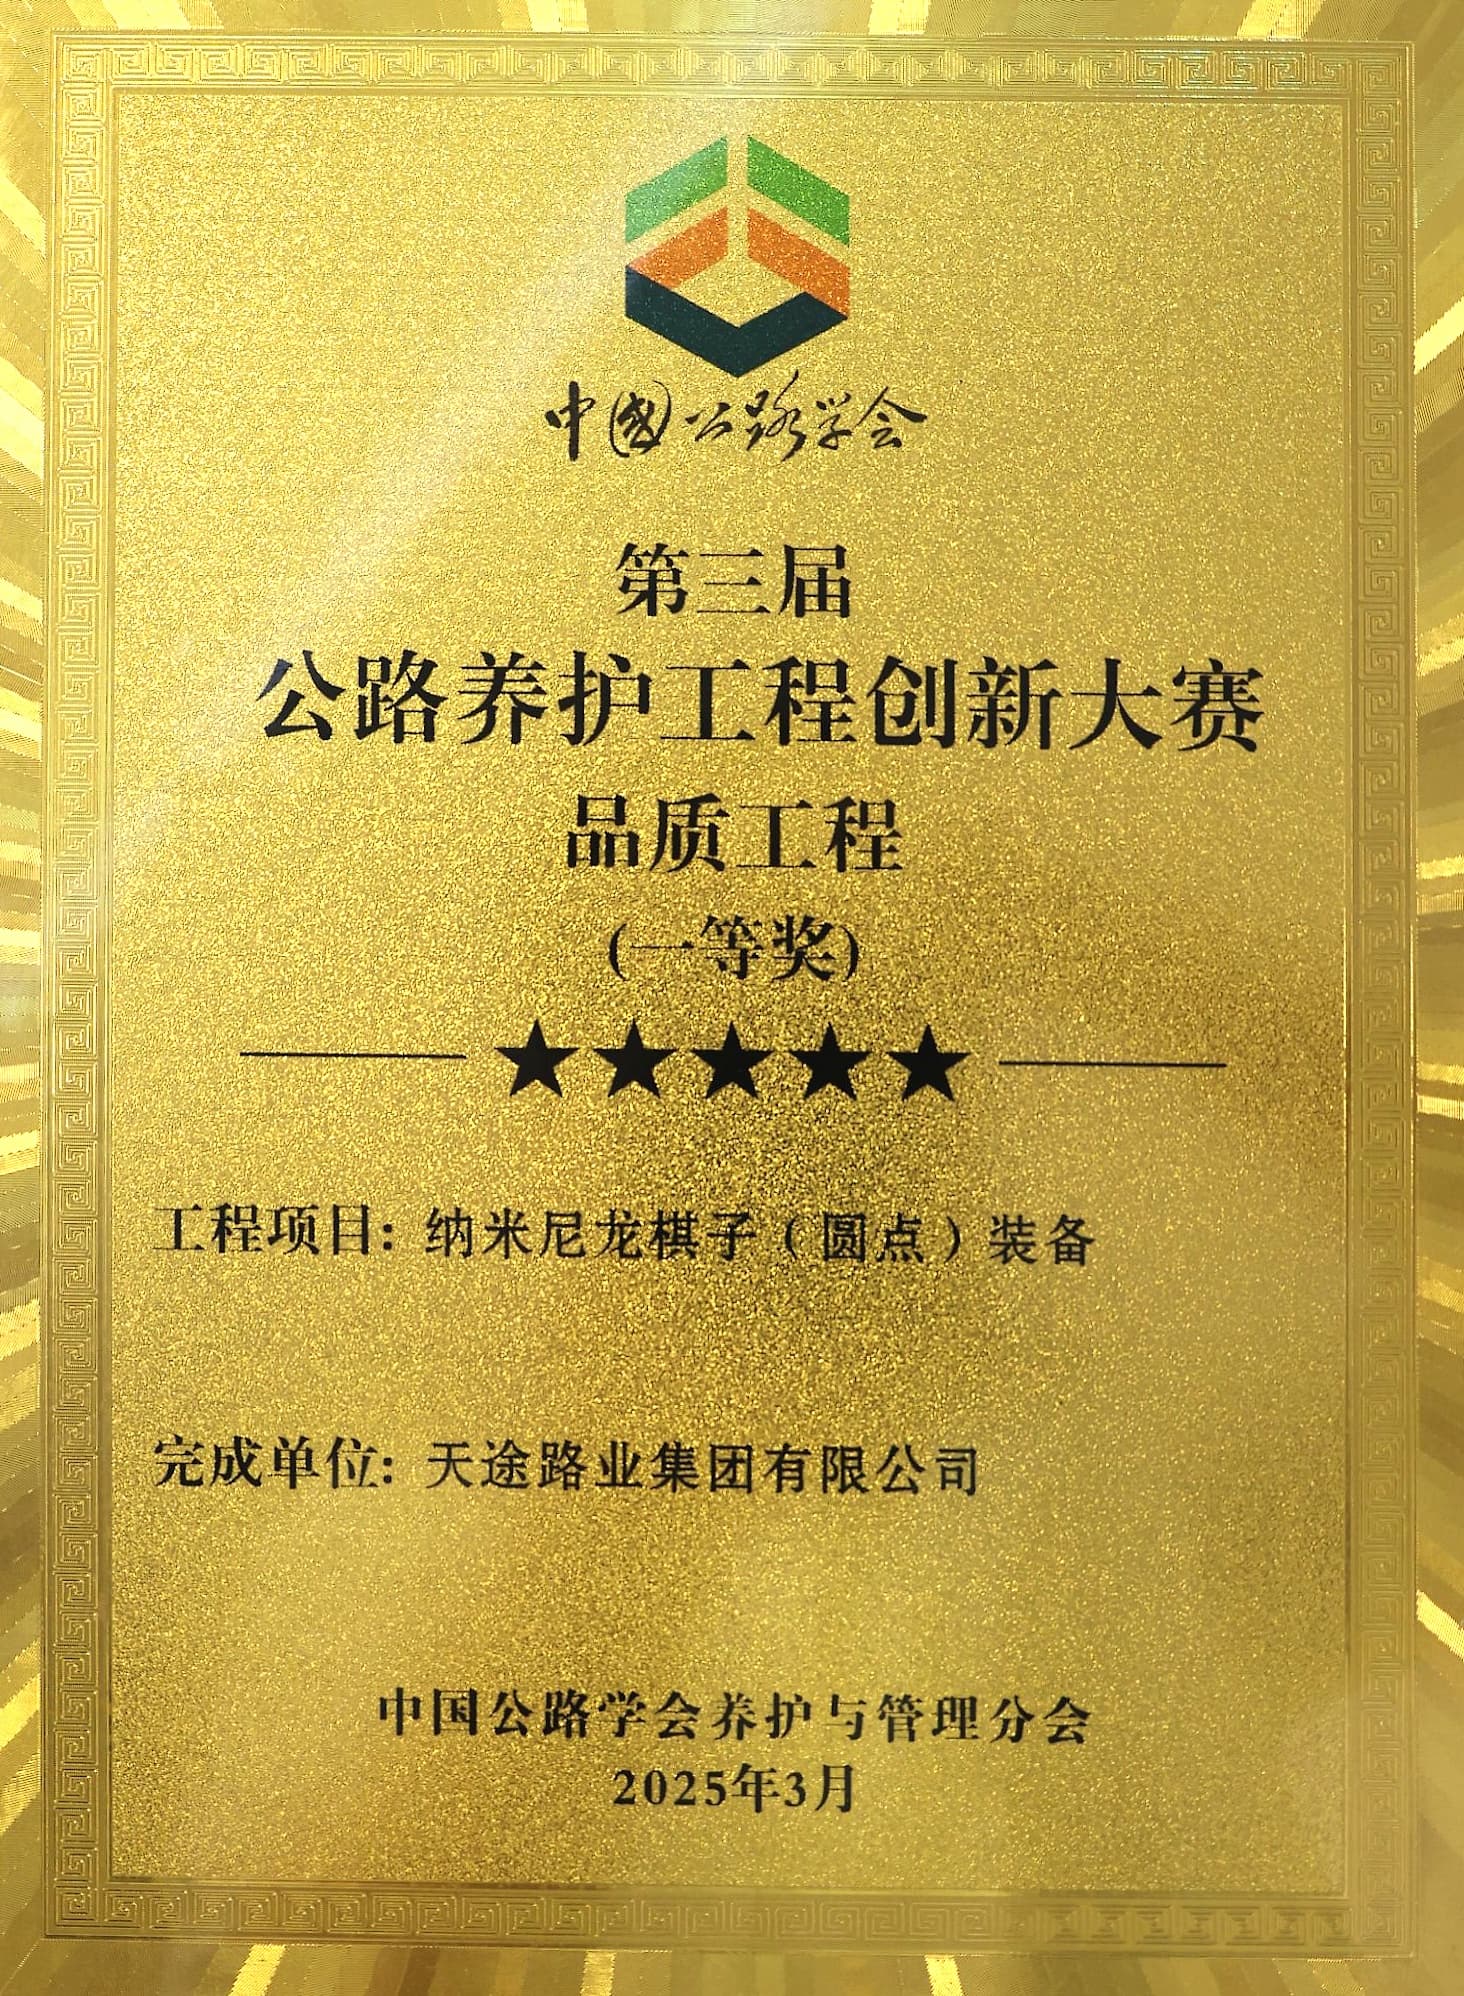 中国公路学会
第三届
公路养护工程创新大赛
品质工程
(一等奖)
工程项目: 纳米尼龙棋子（圆点）装备
完成单位: 天途路业集团有限公司
中国公路学会养护与管理分会
2025年3月